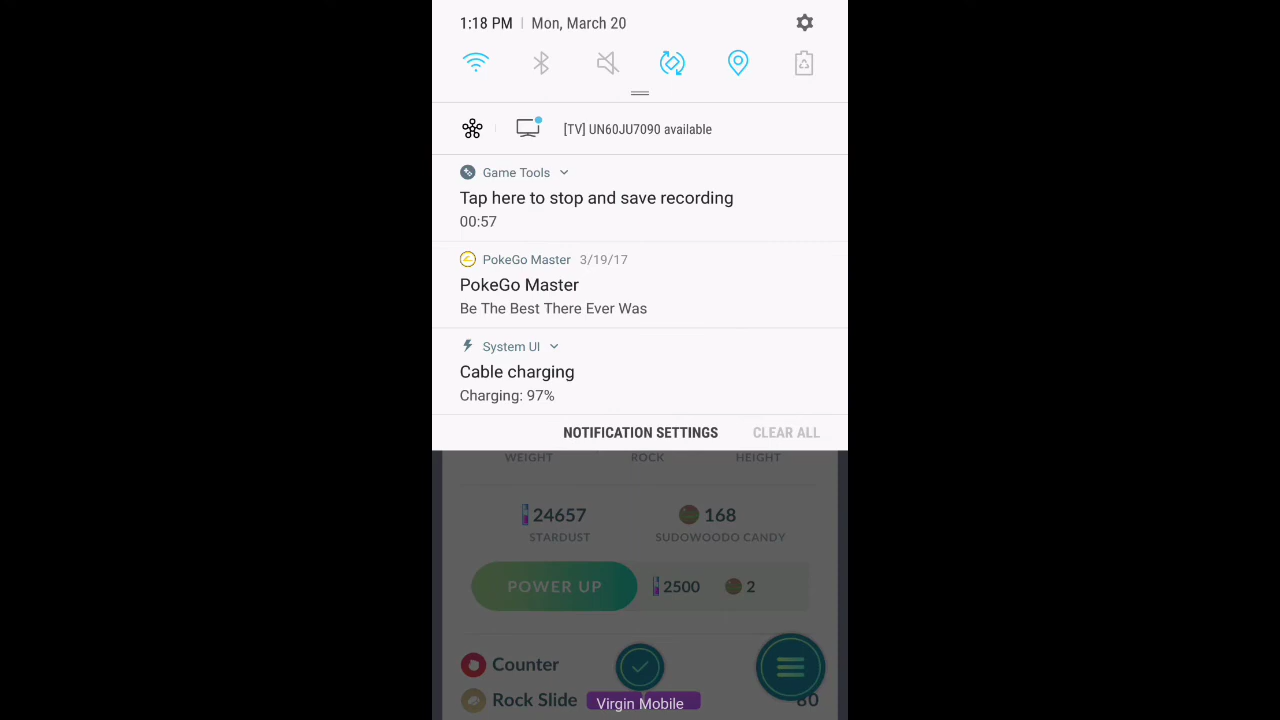 1:18 PM | Mon, March 20
[TV] UN60JU7090 available
Game Tools
Tap here to stop and save recording
00:57
PokeGo Master 3/19/17
PokeGo Master
Be The Best There Ever Was
System UI
Cable charging
Charging: 97%
NOTIFICATION SETTINGS CLEAR ALL
WEIGHT ROCK HEIGHT
24657 168
STARDUST SUDOWOODO CANDY
POWER UP 2500 2
Counter
Rock Slide 80
Virgin Mobile